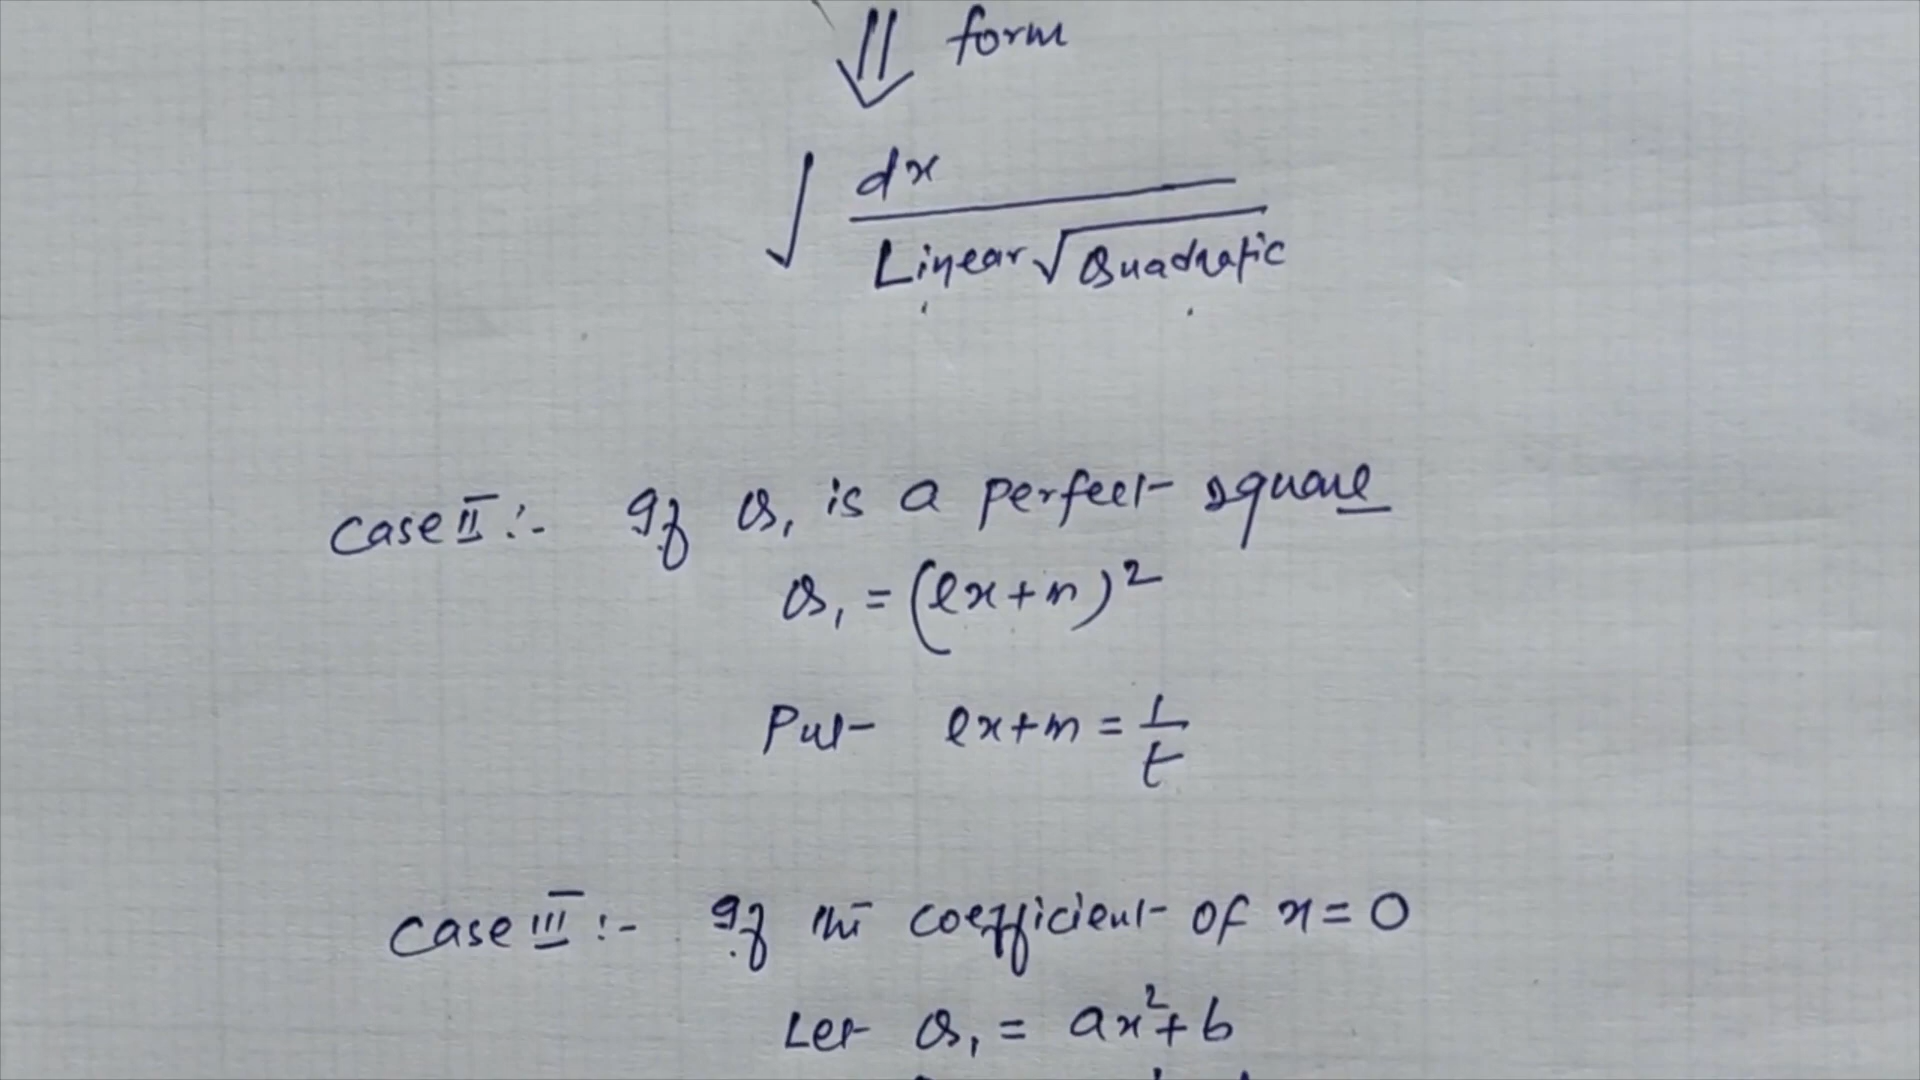 ⇓ form
∫ dx / Linear √Quadratic
Case II :- If Q₁ is a perfect square
Q₁ = (lx+m)²
Put lx+m = 1/t
Case III :- If the coefficient of x = 0
Let Q₁ = ax²+b